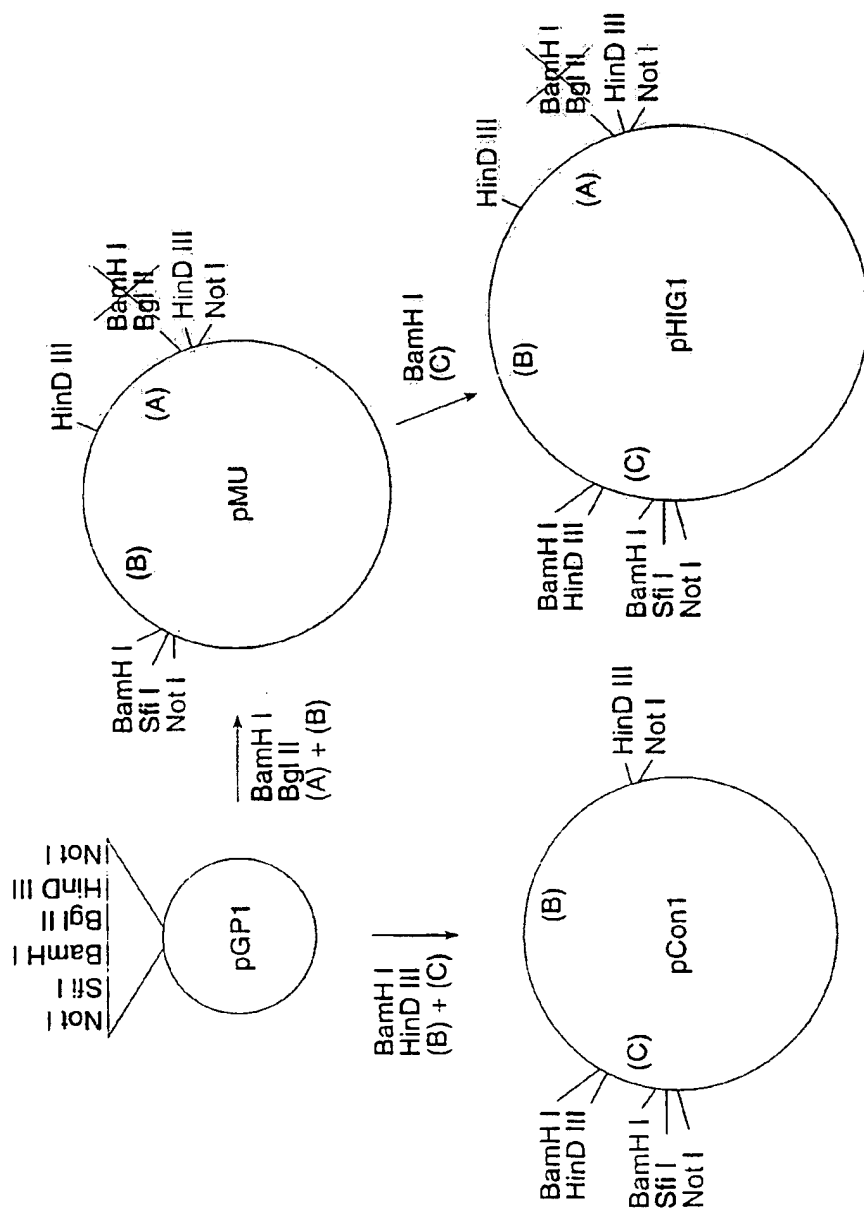 Not I
Sfi I
BamH I
Bgl II
HinD III
Not I
pGP1
BamH I
Bgl II
(A) + (B)
BamH I
Sfi I
Not I
(B)
HinD III
(A)
BamH I
Bgl II
HinD III
Not I
pMU
BamH I
HinD III
(B) + (C)
BamH I
(C)
BamH I
HinD III
(C)
BamH I
Sfi I
Not I
(B)
HinD III
Not I
pCon1
BamH I
HinD III
(C)
BamH I
Sfi I
Not I
(B)
HinD III
(A)
BamH I
Bgl II
HinD III
Not I
pHIG1